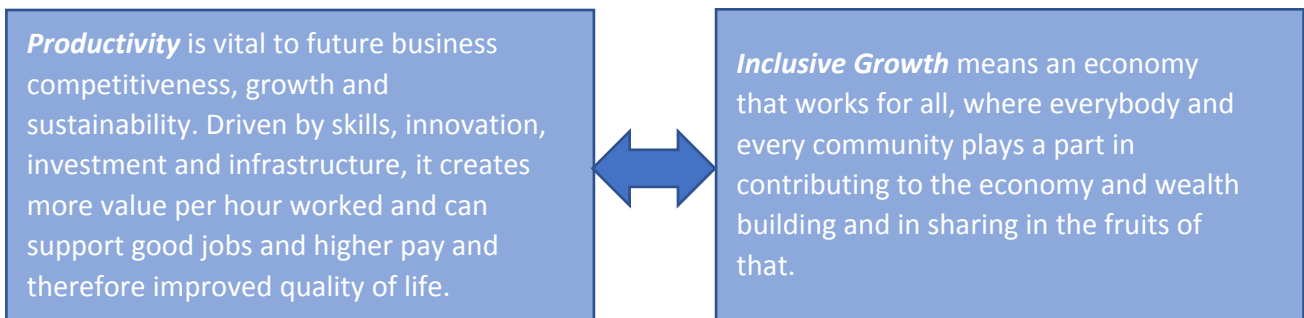 Productivity is vital to future business
competitiveness, growth and
sustainability. Driven by skills, innovation,
investment and infrastructure, it creates
more value per hour worked and can
support good jobs and higher pay and
therefore improved quality of life.
Inclusive Growth means an economy
that works for all, where everybody and
every community plays a part in
contributing to the economy and wealth
building and in sharing in the fruits of
that.